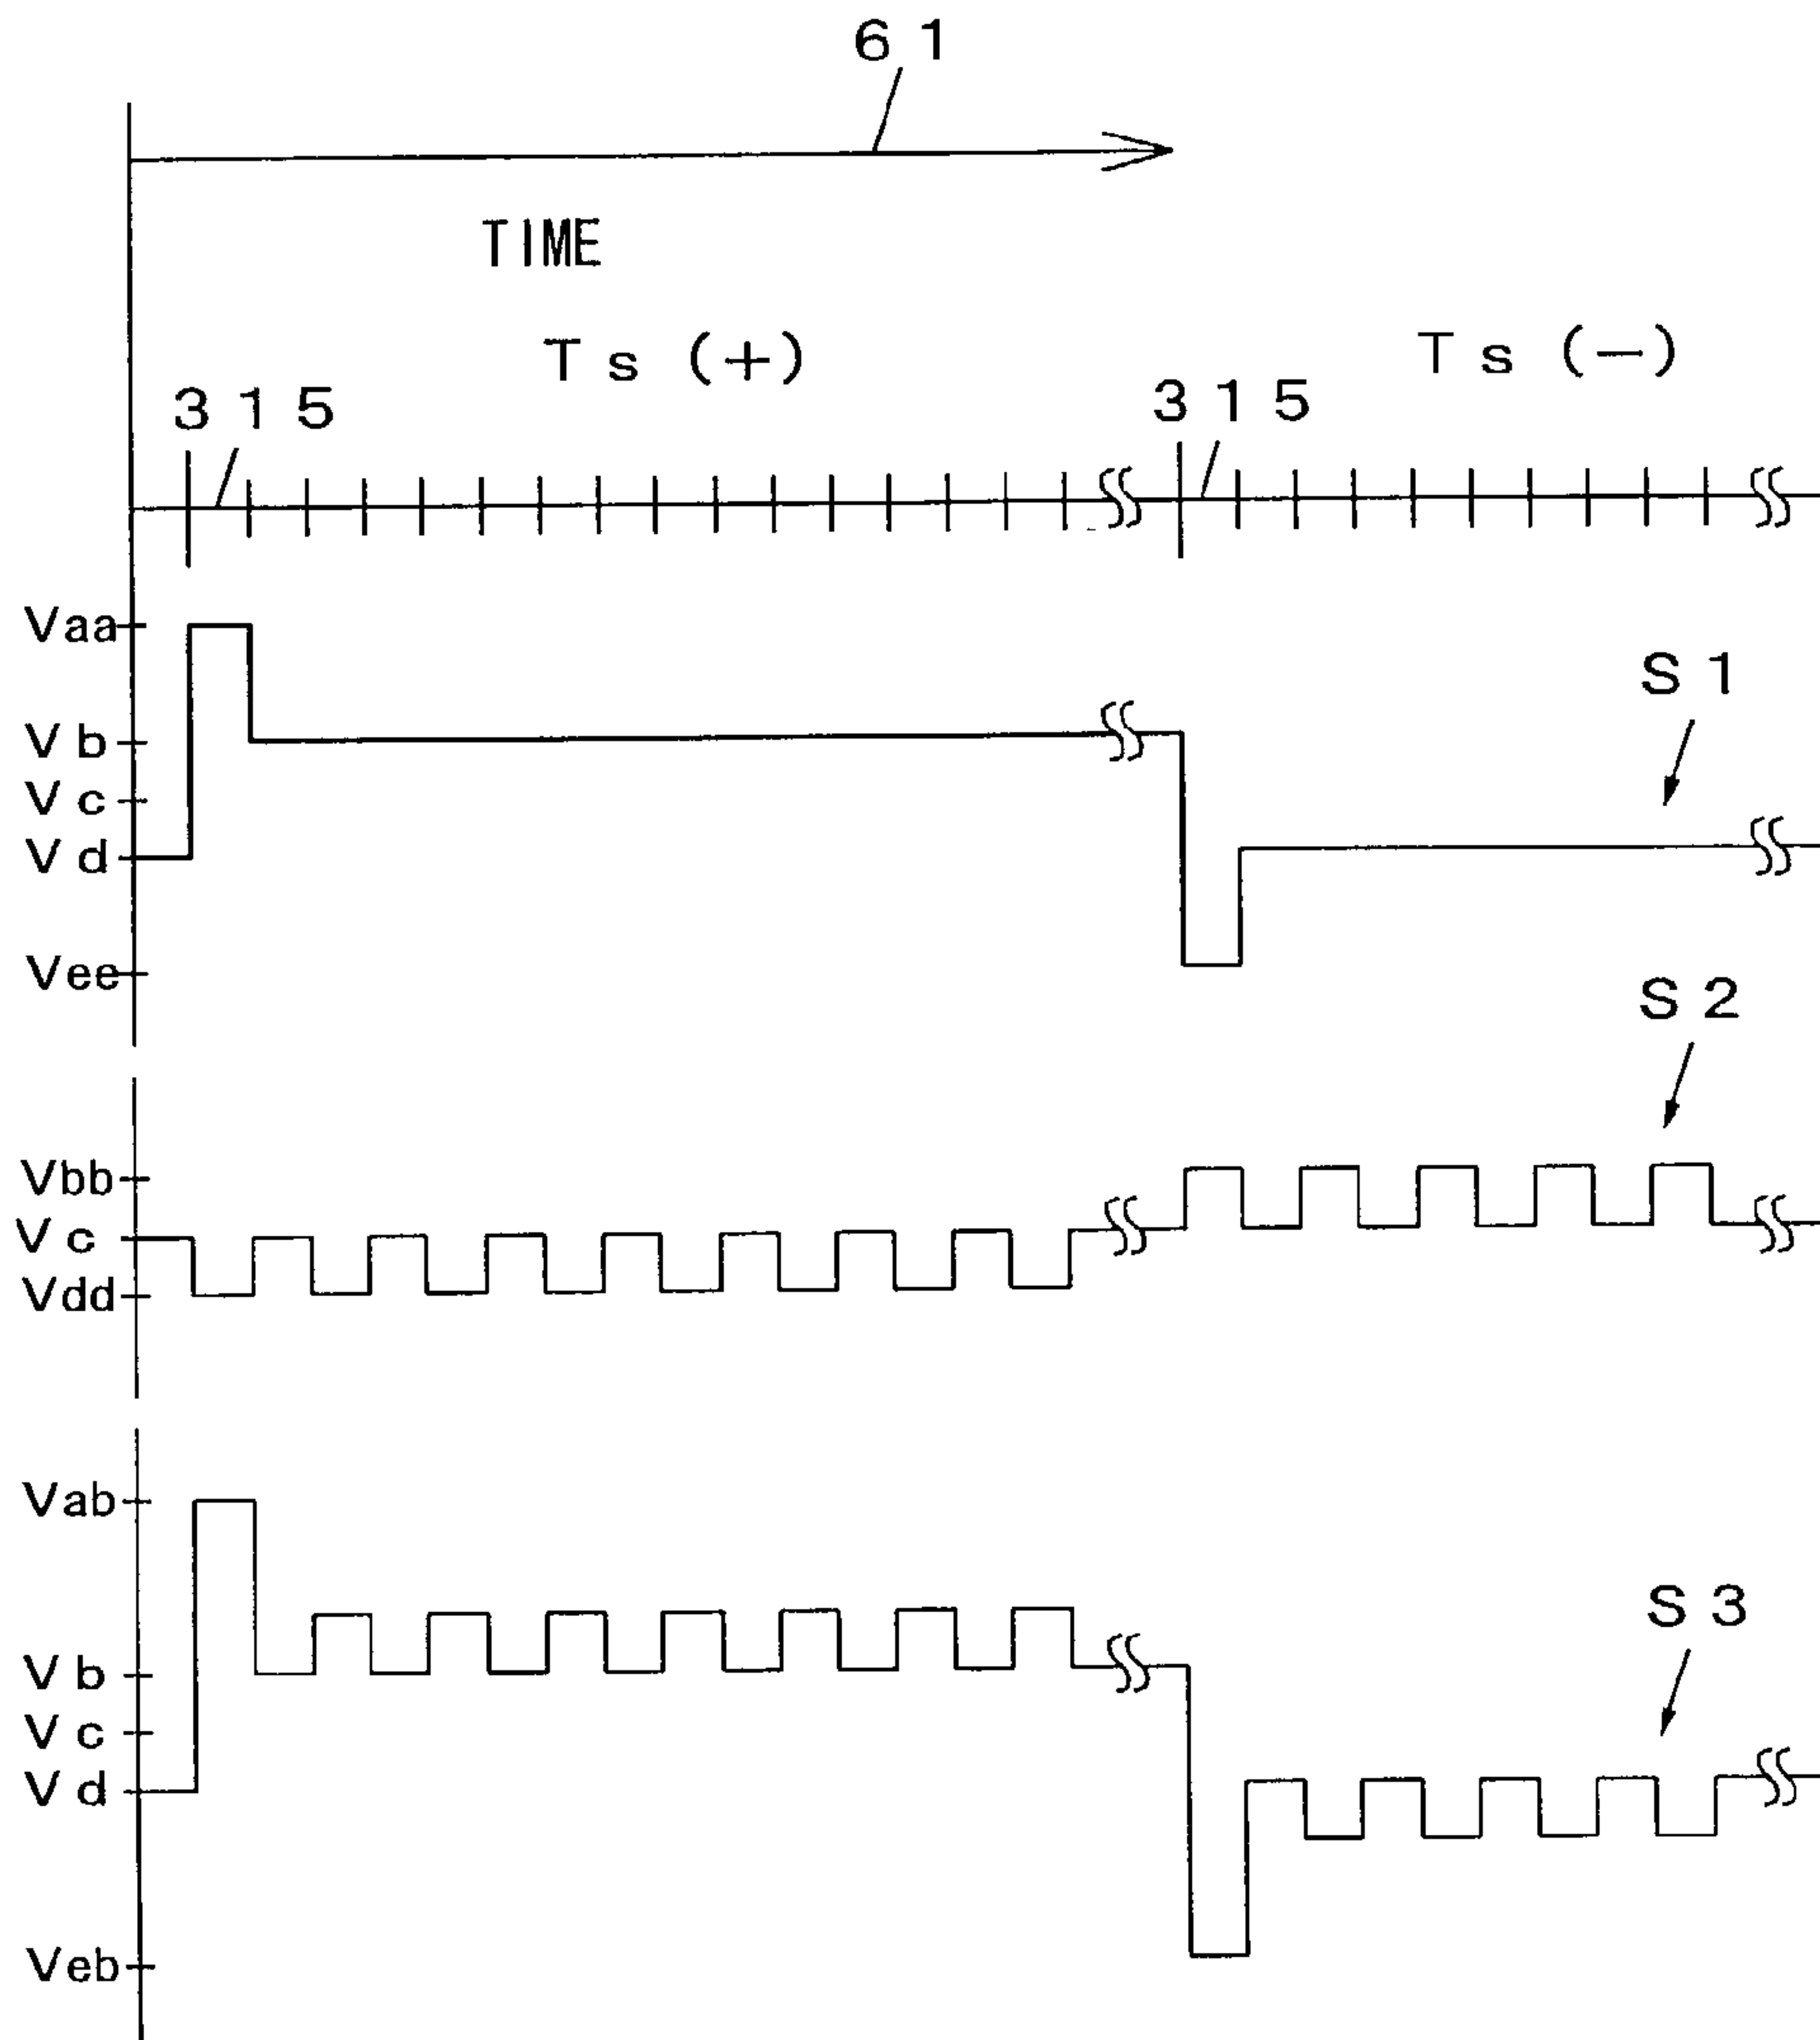 61
TIME
Ts (+)
Ts (−)
315
315
Vaa
Vb
Vc
Vd
Vee
S1
Vbb
Vc
Vdd
S2
Vab
Vb
Vc
Vd
Veb
S3